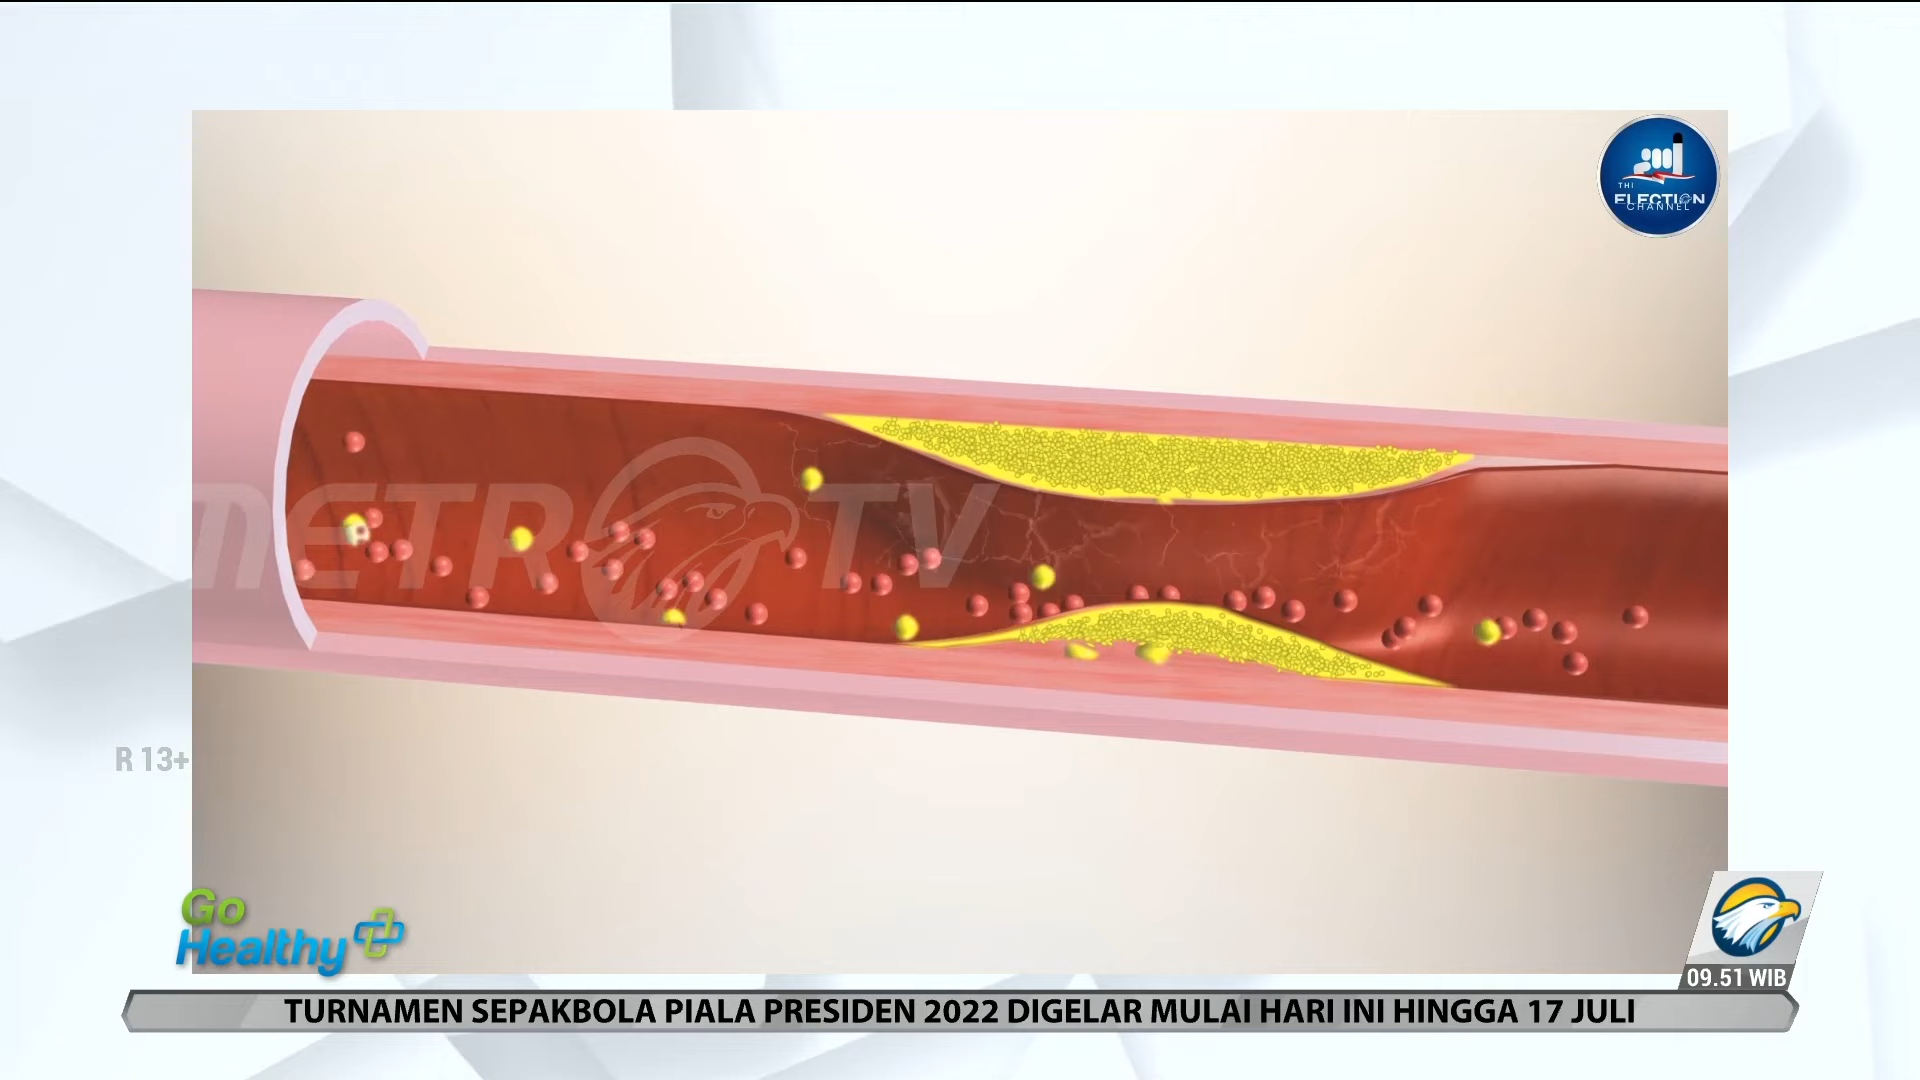 THE
ELECTION
CHANNEL
METRO TV
R 13+
Go
Healthy
09.51 WIB
TURNAMEN SEPAKBOLA PIALA PRESIDEN 2022 DIGELAR MULAI HARI INI HINGGA 17 JULI